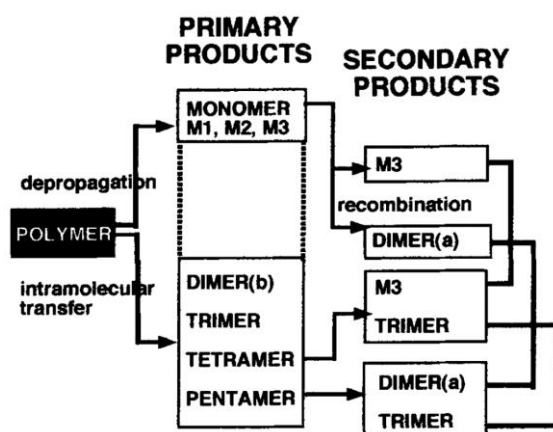 PRIMARY
PRODUCTS
SECONDARY
PRODUCTS
MONOMER
M1, M2, M3
depropagation
POLYMER
intramolecular
transfer
DIMER(b)
TRIMER
TETRAMER
PENTAMER
M3
recombination
DIMER(a)
M3
TRIMER
DIMER(a)
TRIMER